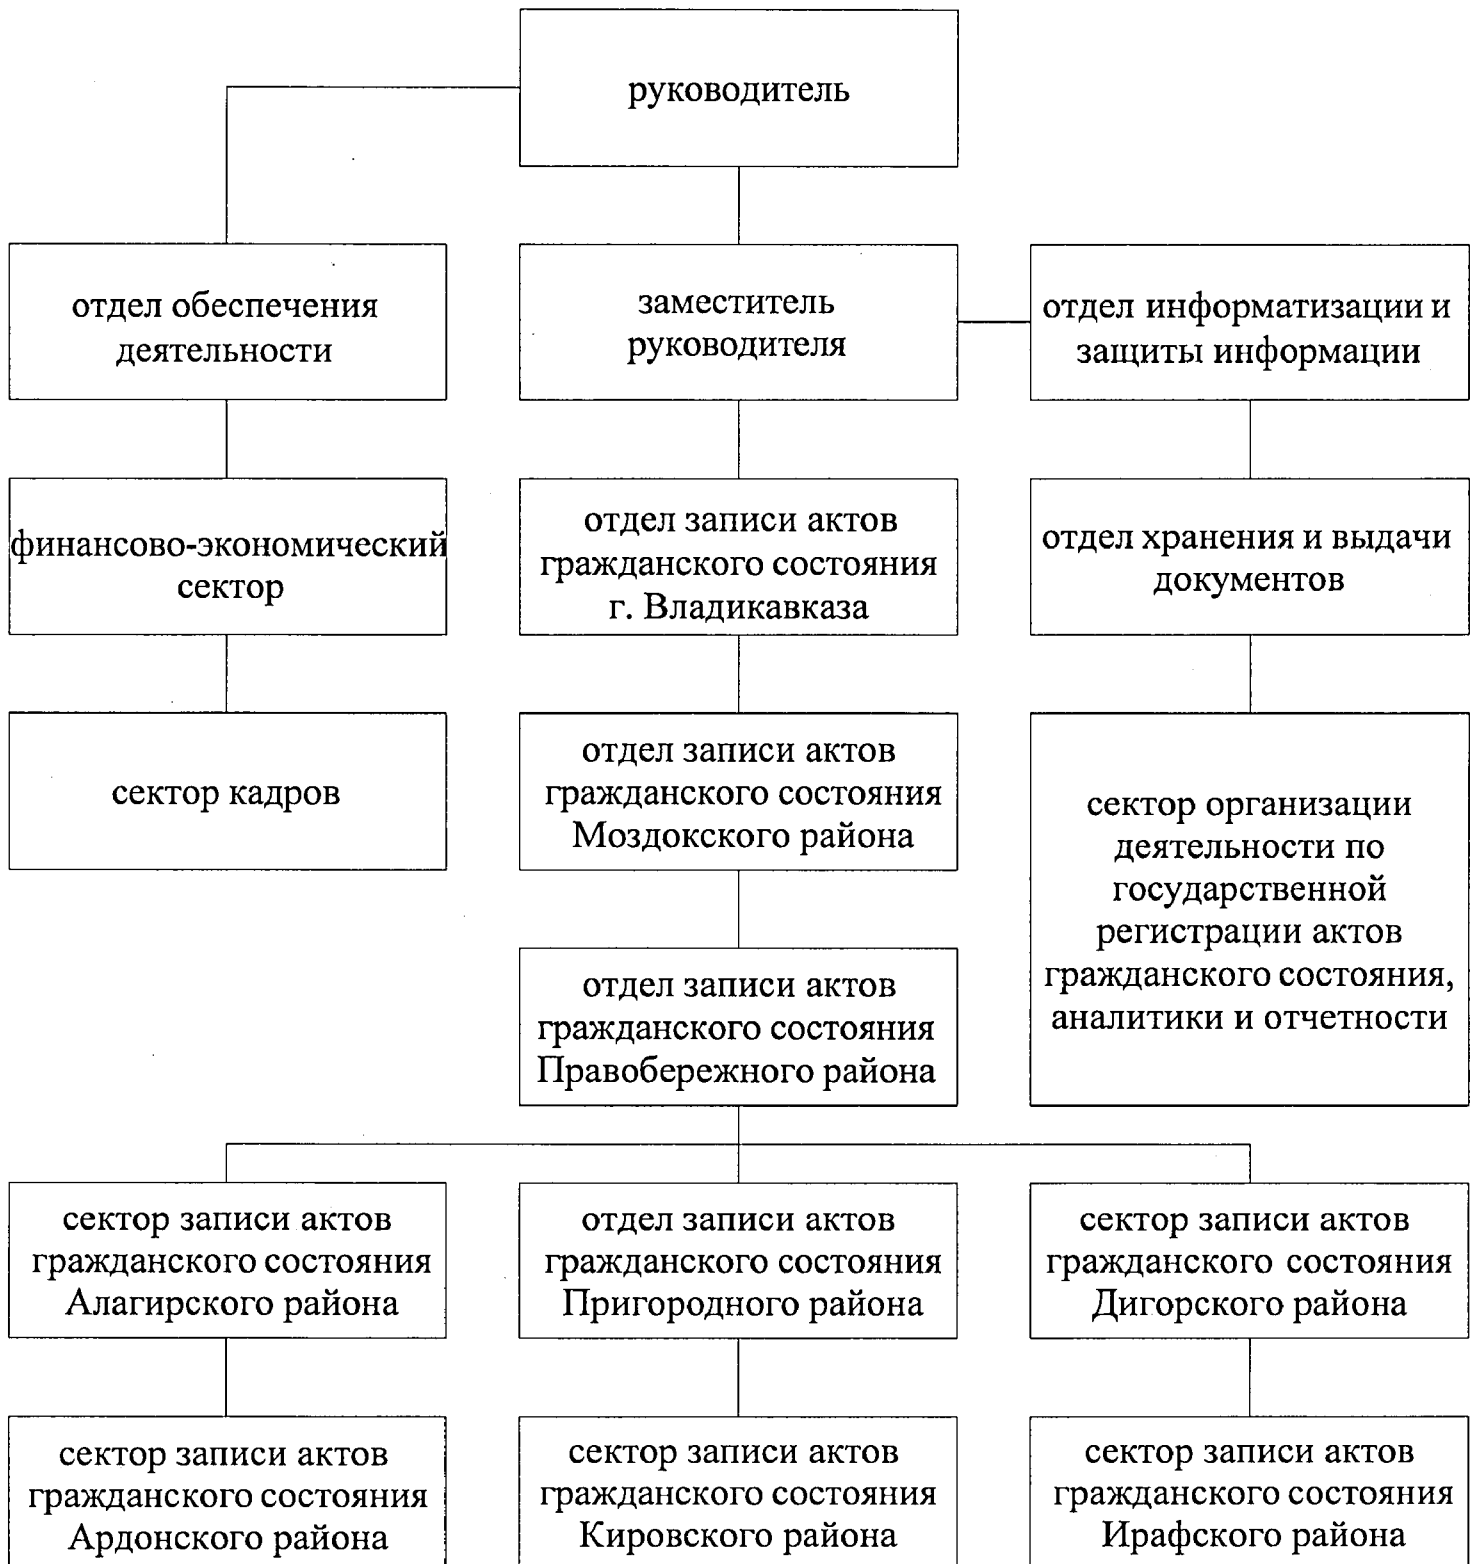 руководитель
отдел обеспечения
деятельности
заместитель
руководителя
отдел информатизации и
защиты информации
финансово-экономический
сектор
отдел записи актов
гражданского состояния
г. Владикавказа
отдел хранения и выдачи
документов
сектор кадров
отдел записи актов
гражданского состояния
Моздокского района
сектор организации
деятельности по
государственной
регистрации актов
гражданского состояния,
аналитики и отчетности
отдел записи актов
гражданского состояния
Правобережного района
сектор записи актов
гражданского состояния
Алагирского района
отдел записи актов
гражданского состояния
Пригородного района
сектор записи актов
гражданского состояния
Дигорского района
сектор записи актов
гражданского состояния
Ардонского района
сектор записи актов
гражданского состояния
Кировского района
сектор записи актов
гражданского состояния
Ирафского района